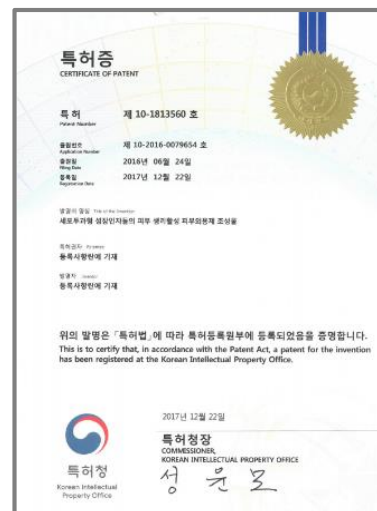 특허증
CERTIFICATE OF PATENT
특 허 제 10-1813560 호
Patent Number
출원번호 제 10-2016-0079654 호
Application Number
출원일 2016년 06월 24일
Filing Date
등록일 2017년 12월 22일
Registration Date
발명의 명칭 Title of the Invention
세포투과형 성장인자들의 피부 생리활성 피부외용제 조성물
특허권자 Patentee
등록사항란에 기재
발명자 Inventor
등록사항란에 기재
위의 발명은 「특허법」에 따라 특허등록원부에 등록되었음을 증명합니다.
This is to certify that, in accordance with the Patent Act, a patent for the invention
has been registered at the Korean Intellectual Property Office.
2017년 12월 22일
특허청장
COMMISSIONER,
KOREAN INTELLECTUAL PROPERTY OFFICE
성윤모
특허청
Korean Intellectual
Property Office